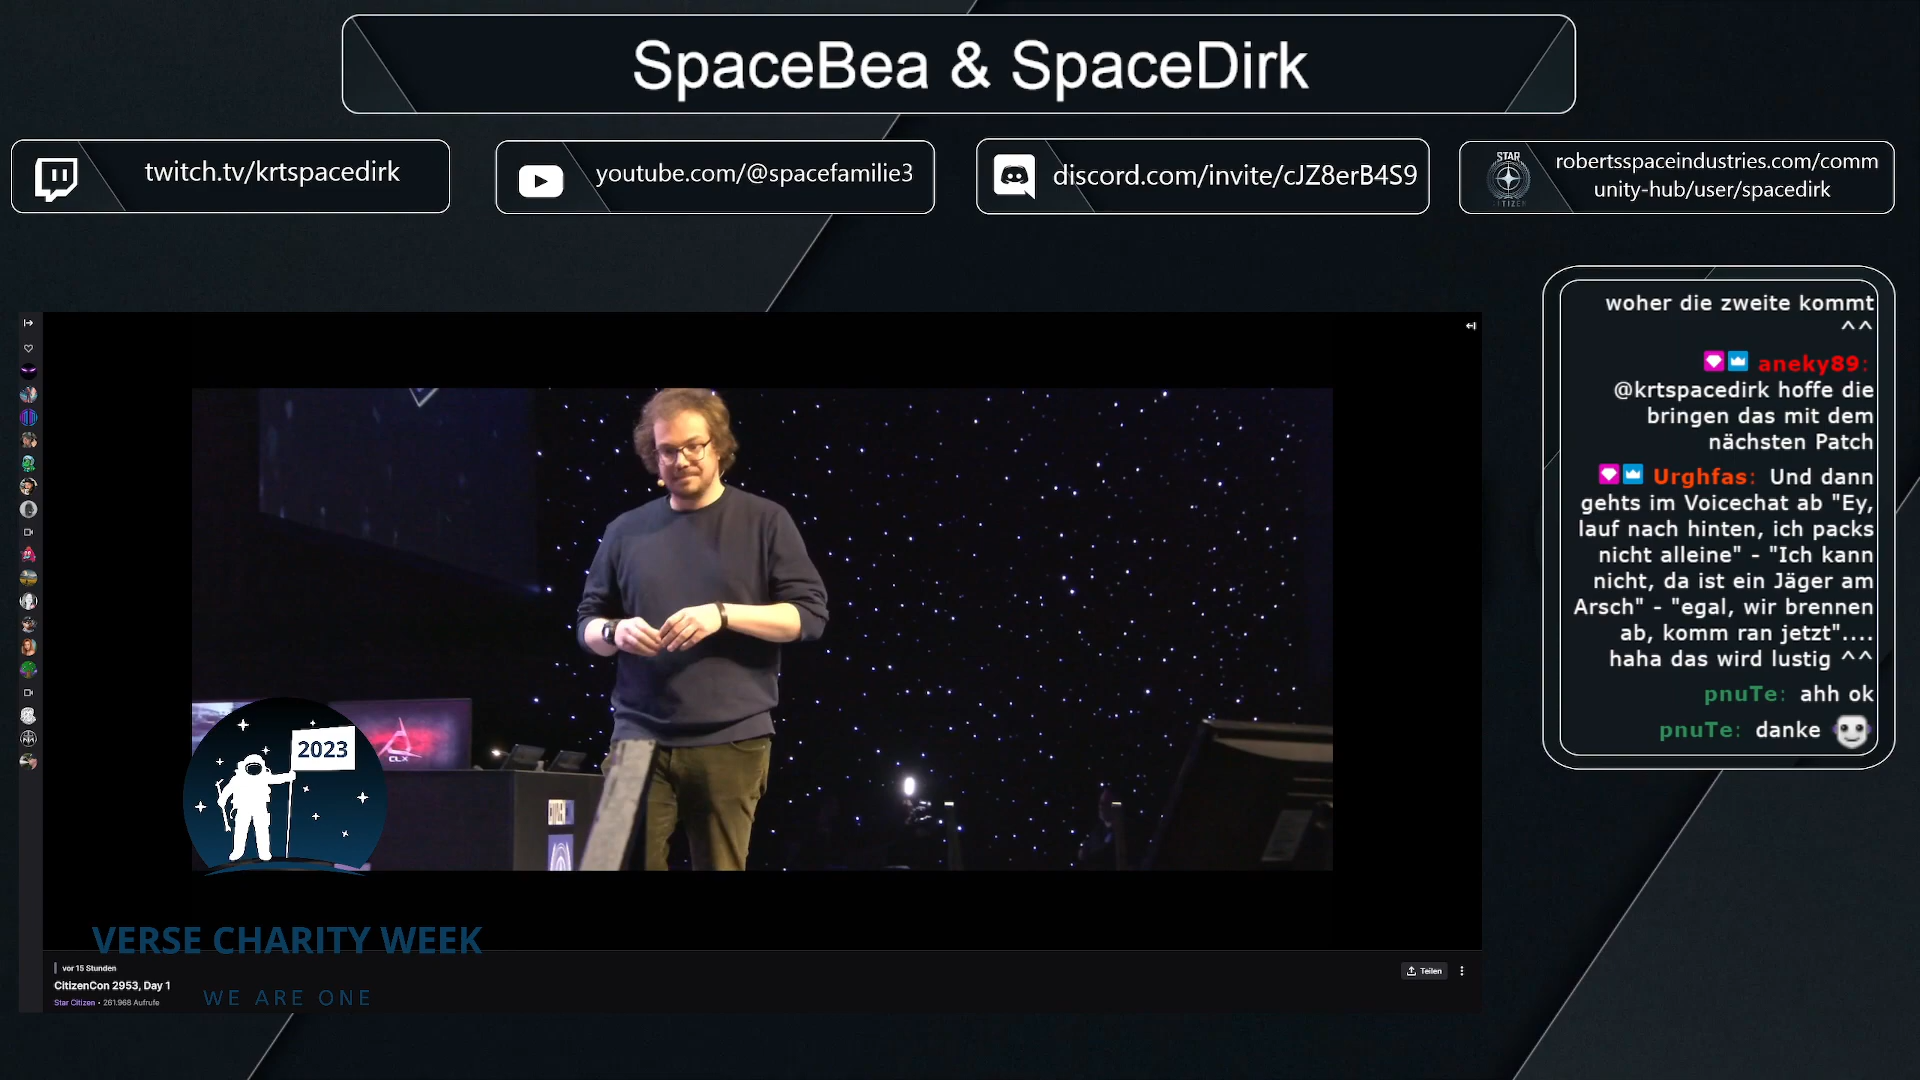 SpaceBea & SpaceDirk
twitch.tv/krtspacedirk
youtube.com/@spacefamilie3
discord.com/invite/cJZ8erB4S9
STAR
CITIZEN
robertsspaceindustries.com/comm
unity-hub/user/spacedirk
woher die zweite kommt
^^
aneky89:
@krtspacedirk hoffe die
bringen das mit dem
nächsten Patch
Urghfas: Und dann
gehts im Voicechat ab "Ey,
lauf nach hinten, ich packs
nicht alleine" - "Ich kann
nicht, da ist ein Jäger am
Arsch" - "egal, wir brennen
ab, komm ran jetzt"....
haha das wird lustig ^^
pnuTe: ahh ok
pnuTe: danke
CLX
2023
VERSE CHARITY WEEK
WE ARE ONE
vor 15 Stunden
CitizenCon 2953, Day 1
Star Citizen • 261.968 Aufrufe
Teilen